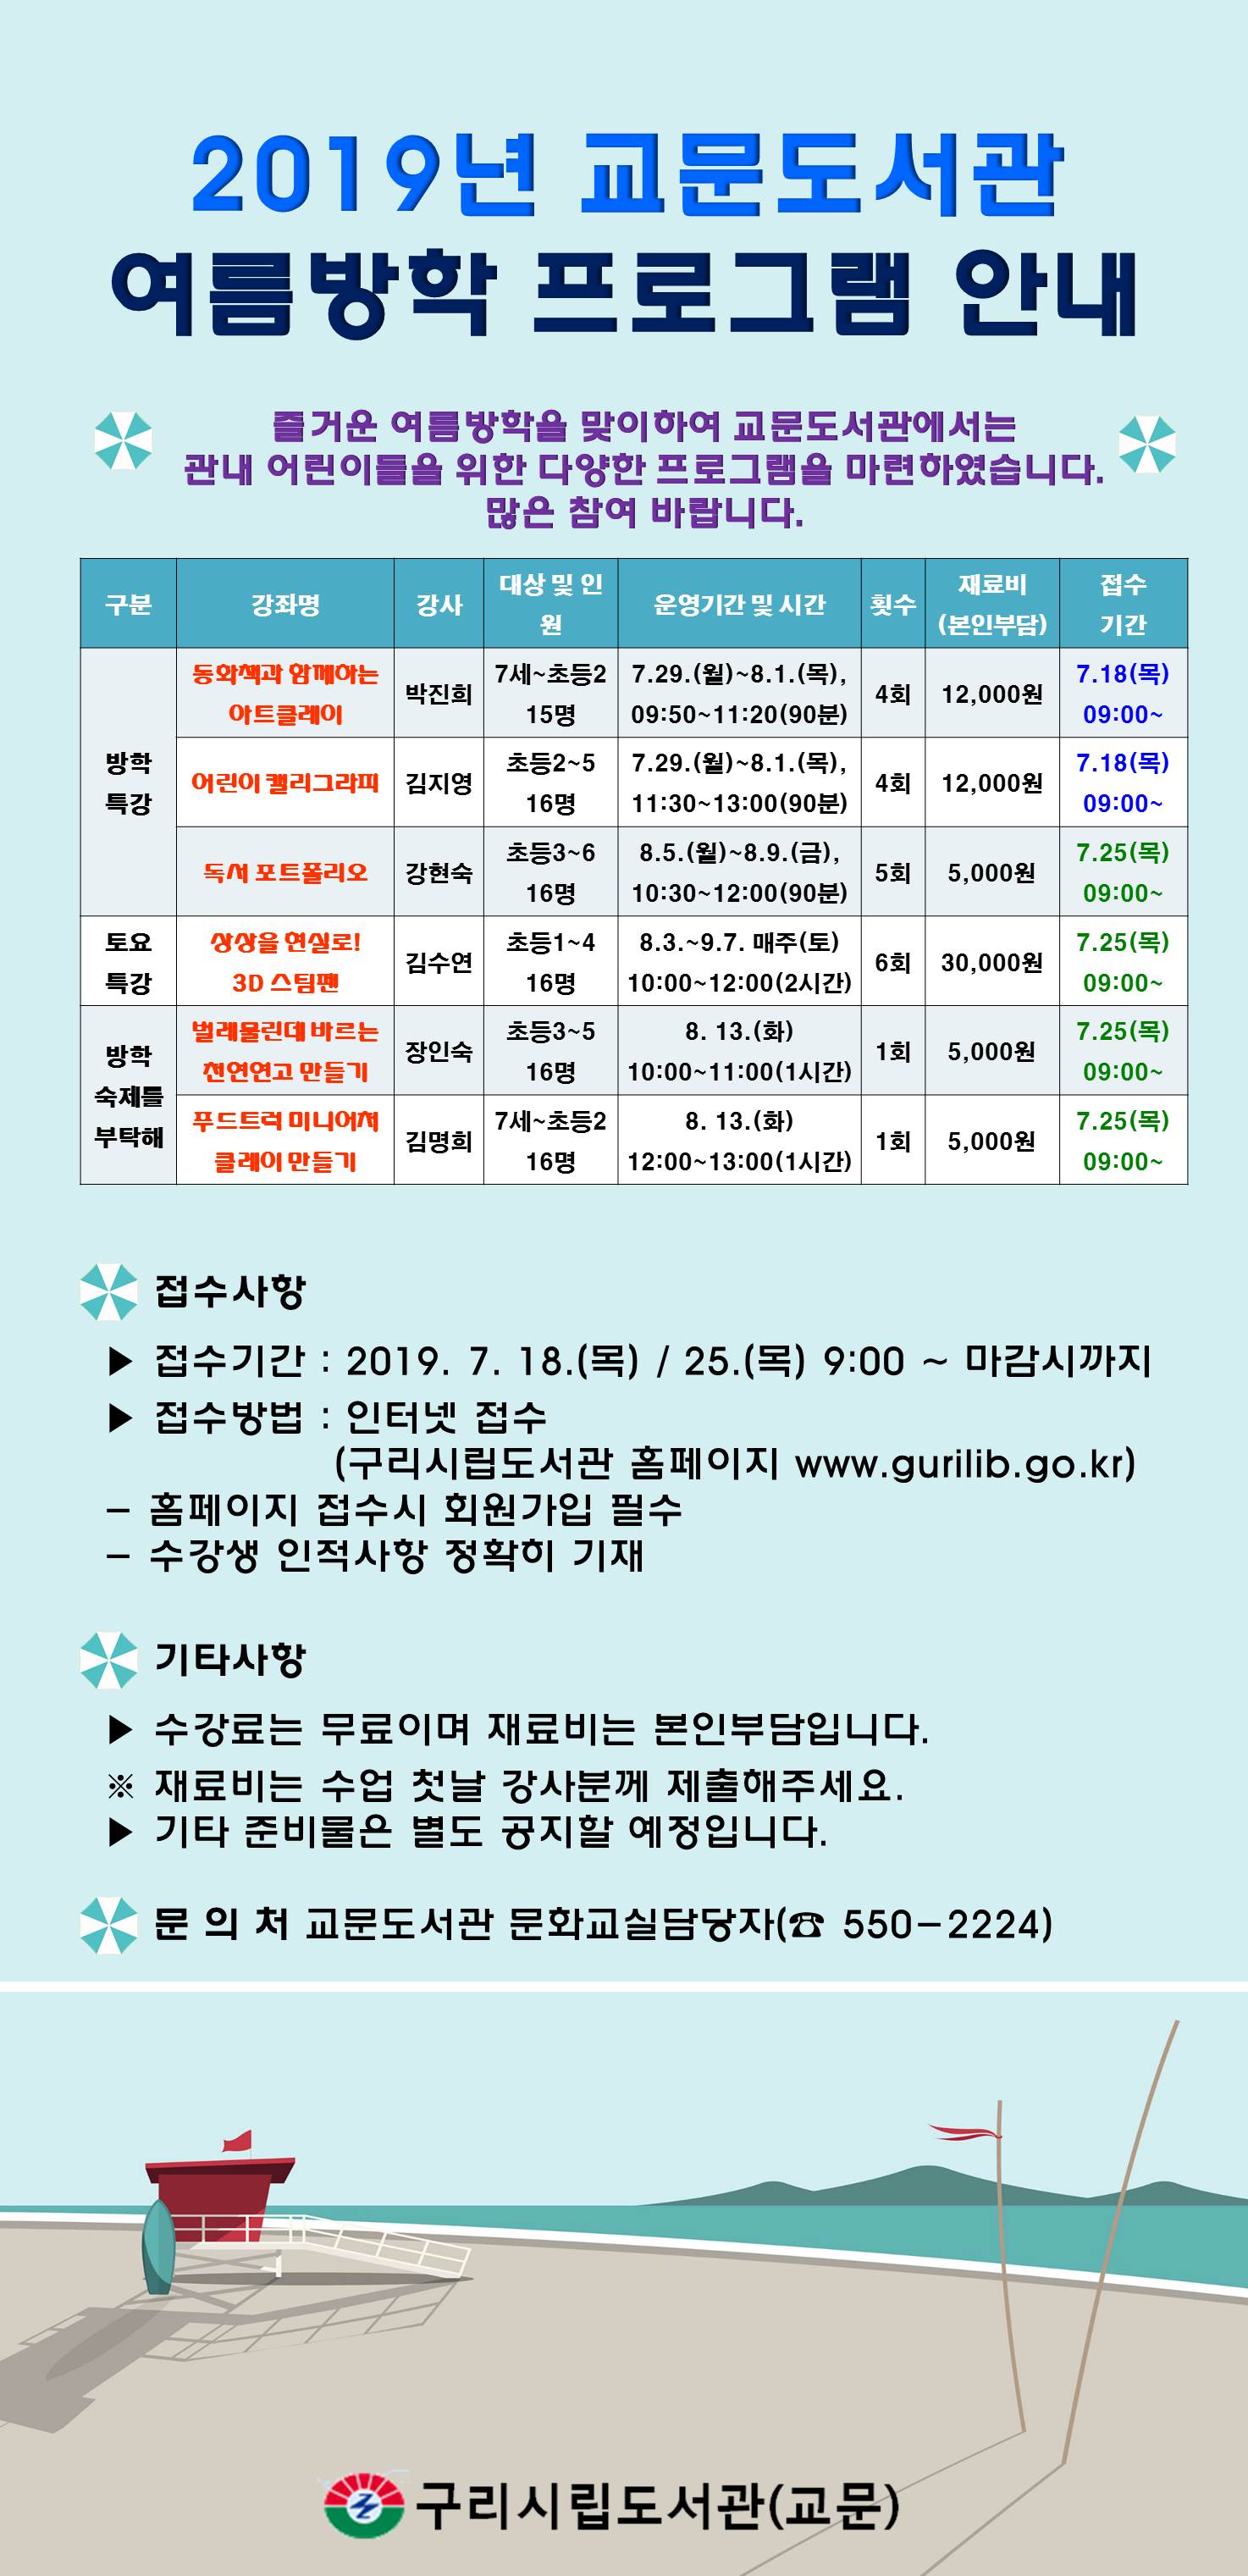 2019년 교문도서관
여름방학 프로그램 안내
즐거운 여름방학을 맞이하여 교문도서관에서는
관내 어린이들을 위한 다양한 프로그램을 마련하였습니다.
많은 참여 바랍니다.
구분 강좌명 강사 대상 및 인원 운영기간 및 시간 횟수 재료비 (본인부담) 접수 기간
방학 특강
동화책과 함께하는 아트클레이 박진희 7세~초등2 15명 7.29.(월)~8.1.(목), 09:50~11:20(90분) 4회 12,000원 7.18(목) 09:00~
어린이 캘리그라피 김지영 초등2~5 16명 7.29.(월)~8.1.(목), 11:30~13:00(90분) 4회 12,000원 7.18(목) 09:00~
독서 포트폴리오 강현숙 초등3~6 16명 8.5.(월)~8.9.(금), 10:30~12:00(90분) 5회 5,000원 7.25(목) 09:00~
토요 특강
상상을 현실로! 3D 스팀펜 김수연 초등1~4 16명 8.3.~9.7. 매주(토) 10:00~12:00(2시간) 6회 30,000원 7.25(목) 09:00~
방학 숙제를 부탁해
벌레물린데 바르는 천연연고 만들기 장인숙 초등3~5 16명 8. 13.(화) 10:00~11:00(1시간) 1회 5,000원 7.25(목) 09:00~
푸드트럭 미니어쳐 클레이 만들기 김명희 7세~초등2 16명 8. 13.(화) 12:00~13:00(1시간) 1회 5,000원 7.25(목) 09:00~
접수사항
▶ 접수기간 : 2019. 7. 18.(목) / 25.(목) 9:00 ~ 마감시까지
▶ 접수방법 : 인터넷 접수
(구리시립도서관 홈페이지 www.gurilib.go.kr)
- 홈페이지 접수시 회원가입 필수
- 수강생 인적사항 정확히 기재
기타사항
▶ 수강료는 무료이며 재료비는 본인부담입니다.
※ 재료비는 수업 첫날 강사분께 제출해주세요.
▶ 기타 준비물은 별도 공지할 예정입니다.
문 의 처 교문도서관 문화교실담당자(☎ 550-2224)
구리시립도서관(교문)